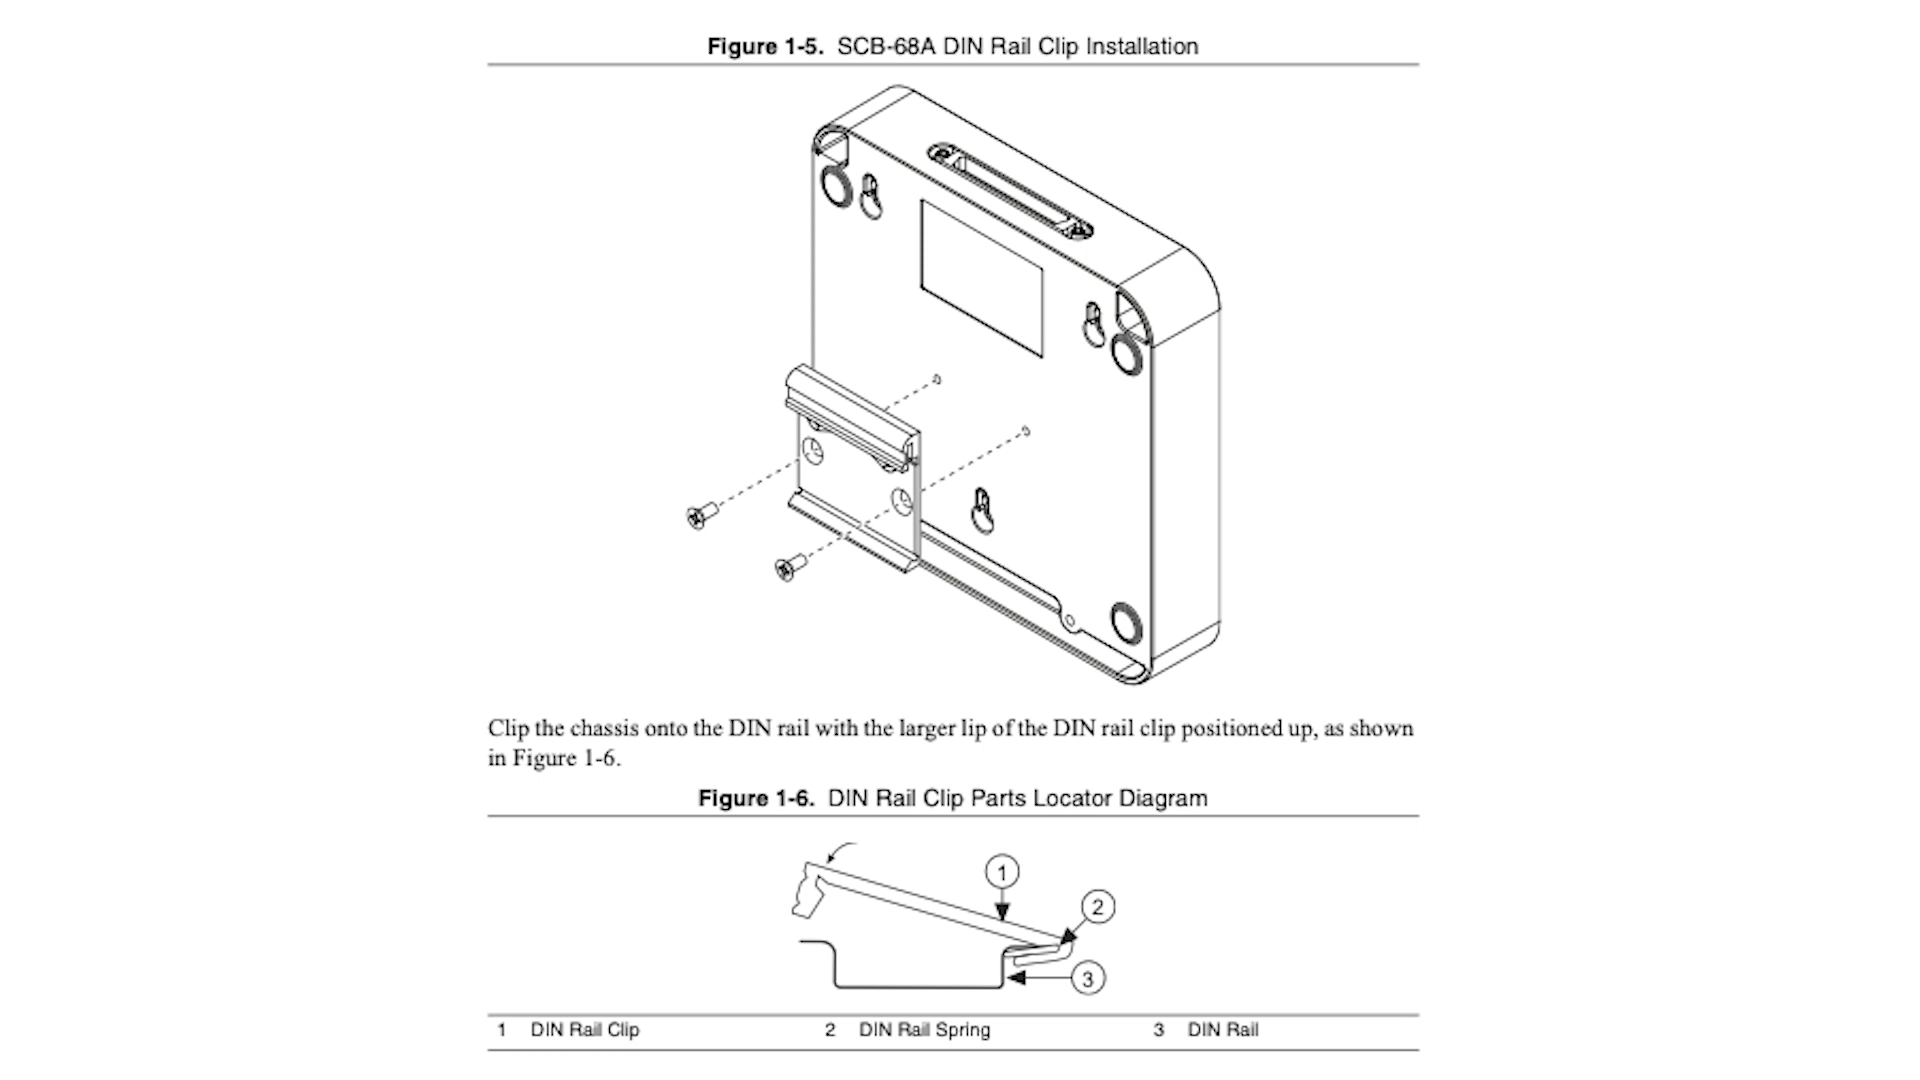 Figure 1-5. SCB-68A DIN Rail Clip Installation
Clip the chassis onto the DIN rail with the larger lip of the DIN rail clip positioned up, as shown
in Figure 1-6.
Figure 1-6. DIN Rail Clip Parts Locator Diagram
1
2
3
1 DIN Rail Clip 2 DIN Rail Spring 3 DIN Rail